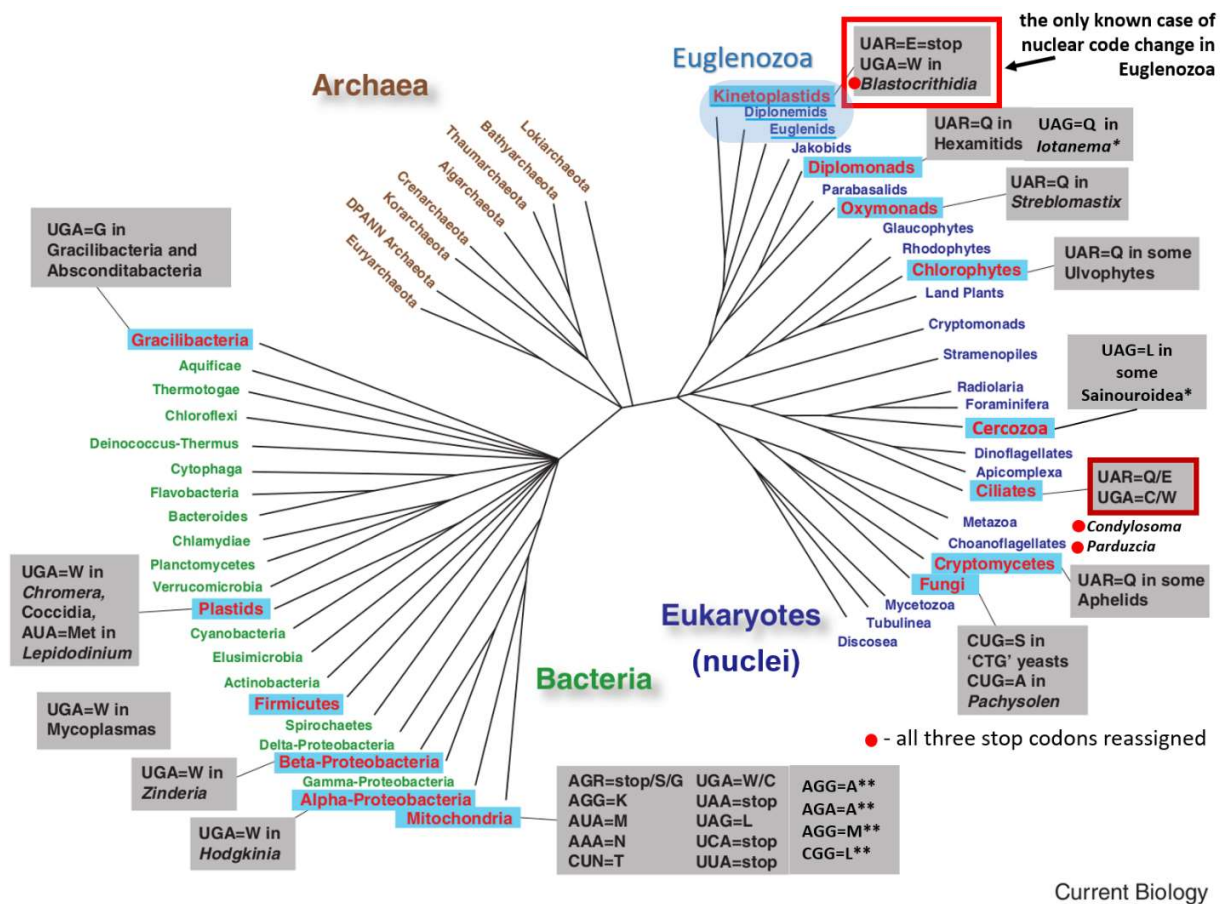 the only known case of
nuclear code change in
Euglenozoa
UAR=E=stop
UGA=W in
Blastocrithidia
Euglenozoa
Kinetoplastids
Diplonemids
Euglenids
Jakobids
Diplomonads
UAR=Q in
Hexamitids
UAG=Q in
Iotanema*
Parabasalids
Oxymonads
UAR=Q in
Streblomastix
Glaucophytes
Rhodophytes
Chlorophytes
UAR=Q in some
Ulvophytes
Land Plants
Cryptomonads
Stramenopiles
UAG=L in
some
Sainouroidea*
Radiolaria
Foraminifera
Cercozoa
Dinoflagellates
Apicomplexa
Ciliates
UAR=Q/E
UGA=C/W
Condylosoma
Parduzcia
Metazoa
Choanoflagellates
Cryptomycetes
UAR=Q in some
Aphelids
Fungi
CUG=S in
‘CTG’ yeasts
CUG=A in
Pachysolen
Mycetozoa
Tubulinea
Discosea
Eukaryotes
(nuclei)
- all three stop codons reassigned
Archaea
Lokiarchaeota
Bathyarchaeota
Thaumarchaeota
Aigarchaeota
Crenarchaeota
Korarchaeota
DPANN Archaeota
Euryarchaeota
UGA=G in
Gracilibacteria and
Absconditabacteria
Gracilibacteria
Aquificae
Thermotogae
Chloroflexi
Deinococcus-Thermus
Cytophaga
Flavobacteria
Bacteroides
Chlamydiae
Planctomycetes
Verrucomicrobia
Plastids
UGA=W in
Chromera,
Coccidia,
AUA=Met in
Lepidodinium
Cyanobacteria
Elusimicrobia
Actinobacteria
Firmicutes
UGA=W in
Mycoplasmas
Spirochaetes
Delta-Proteobacteria
Beta-Proteobacteria
UGA=W in
Zinderia
Gamma-Proteobacteria
Alpha-Proteobacteria
UGA=W in
Hodgkinia
Mitochondria
Bacteria
AGR=stop/S/G UGA=W/C AGG=A**
AGG=K UAA=stop AGA=A**
AUA=M UAG=L AGG=M**
AAA=N UCA=stop CGG=L**
CUN=T UUA=stop
Current Biology